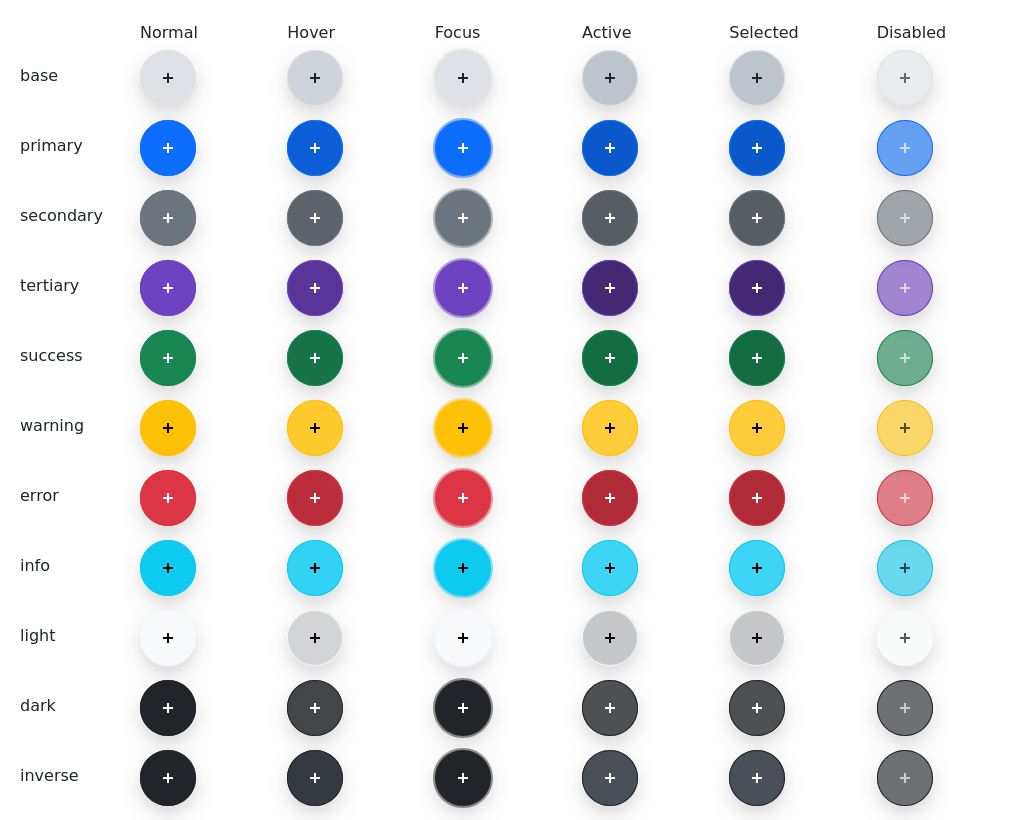 Normal Hover Focus Active Selected Disabled
base + + + + + +
primary + + + + + +
secondary + + + + + +
tertiary + + + + + +
success + + + + + +
warning + + + + + +
error + + + + + +
info + + + + + +
light + + + + + +
dark + + + + + +
inverse + + + + + +